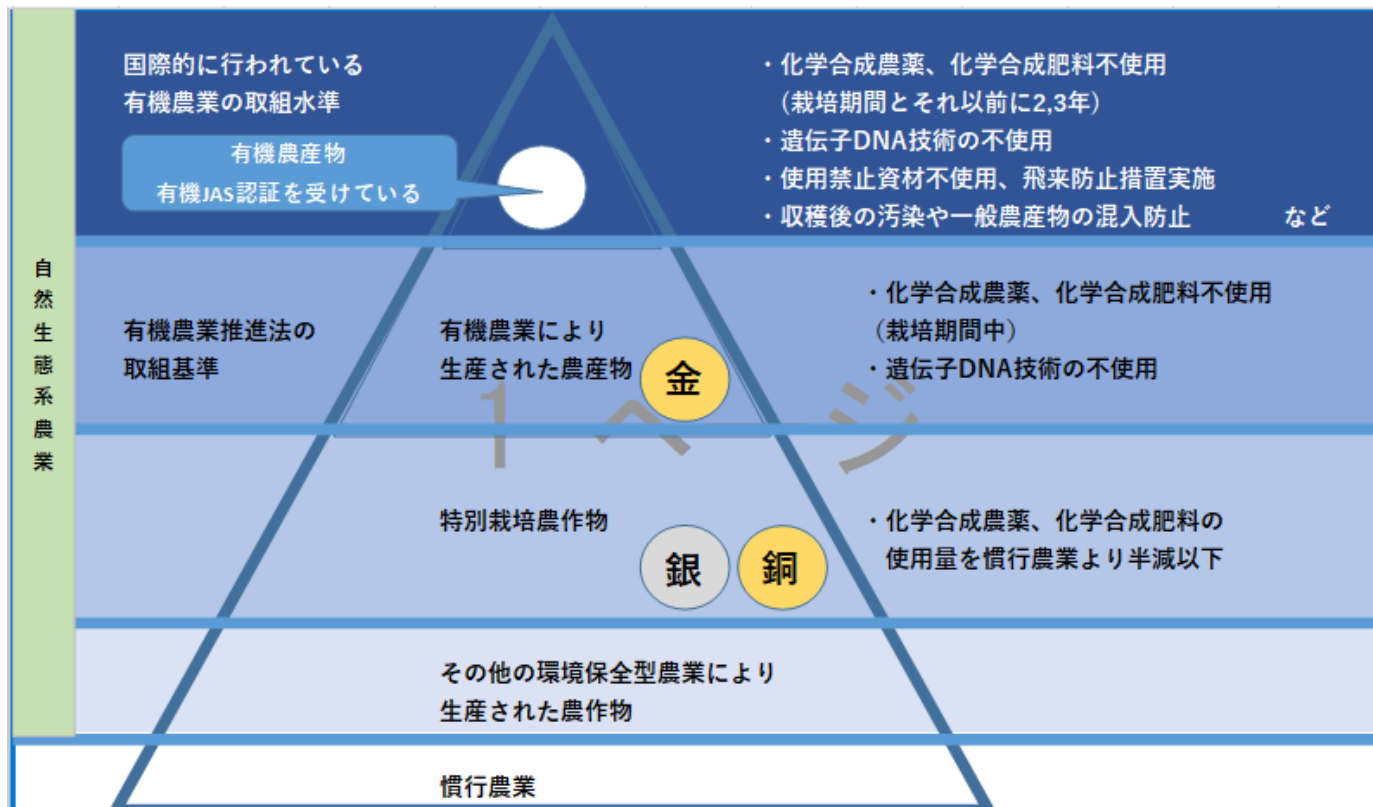 国際的に行われている
有機農業の取組水準
有機農産物
有機JAS認証を受けている
・化学合成農薬、化学合成肥料不使用
(栽培期間とそれ以前に2,3年)
・遺伝子DNA技術の不使用
・使用禁止資材不使用、飛来防止措置実施
・収穫後の汚染や一般農産物の混入防止 など
自然生態系農業
有機農業推進法の
取組基準
有機農業により
生産された農産物
金
・化学合成農薬、化学合成肥料不使用
(栽培期間中)
・遺伝子DNA技術の不使用
1 ページ
特別栽培農作物
銀
銅
・化学合成農薬、化学合成肥料の
使用量を慣行農業より半減以下
その他の環境保全型農業により
生産された農作物
慣行農業